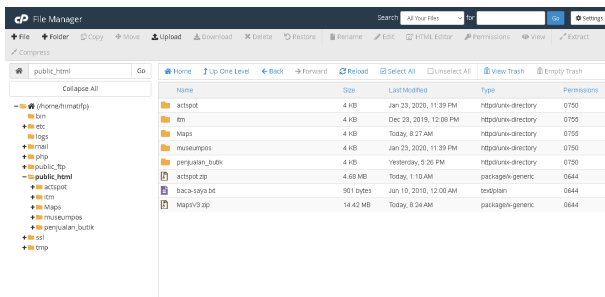 cP File Manager Search All Your Files for Go Settings
+ File + Folder Copy Move Upload Download Delete Restore Rename Edit HTML Editor Permissions View Extract
Compress
public_html Go Home Up One Level Back Forward Reload Select All Unselect All View Trash Empty Trash
Collapse All
Name Size Last Modified Type Permissions
(/home/himatifp)
bin
etc
logs
mail
php
public_ftp
public_html
actspot
itm
Maps
museumpos
penjualan_butik
ssl
tmp
actspot 4 KB Jan 23, 2020, 11:39 PM httpd/unix-directory 0750
itm 4 KB Dec 23, 2019, 12:08 PM httpd/unix-directory 0755
Maps 4 KB Today, 8:27 AM httpd/unix-directory 0755
museumpos 4 KB Jan 23, 2020, 11:39 PM httpd/unix-directory 0750
penjualan_butik 4 KB Yesterday, 5:26 PM httpd/unix-directory 0750
actspot.zip 4.68 MB Today, 1:10 AM package/x-generic 0644
baca-saya.txt 901 bytes Jun 10, 2010, 12:00 AM text/plain 0644
MapsV3.zip 14.42 MB Today, 8:24 AM package/x-generic 0644